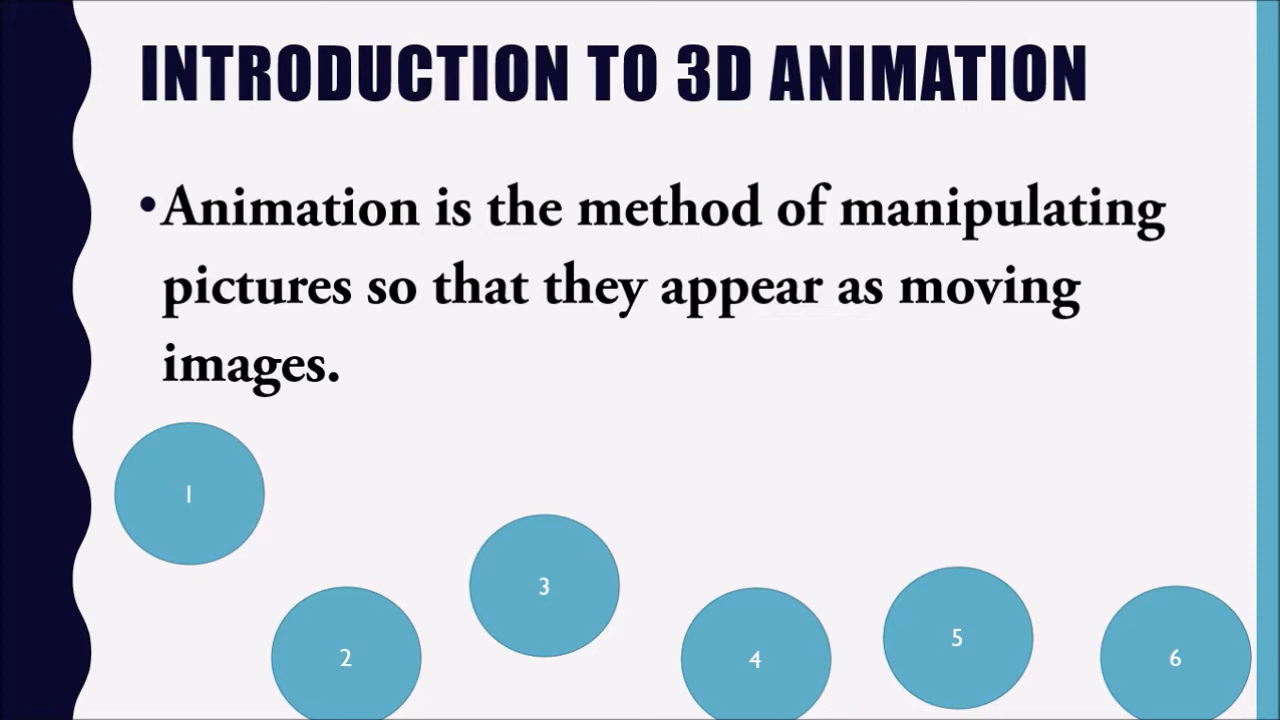 INTRODUCTION TO 3D ANIMATION
•Animation is the method of manipulating
pictures so that they appear as moving
images.
1
2
3
4
5
6